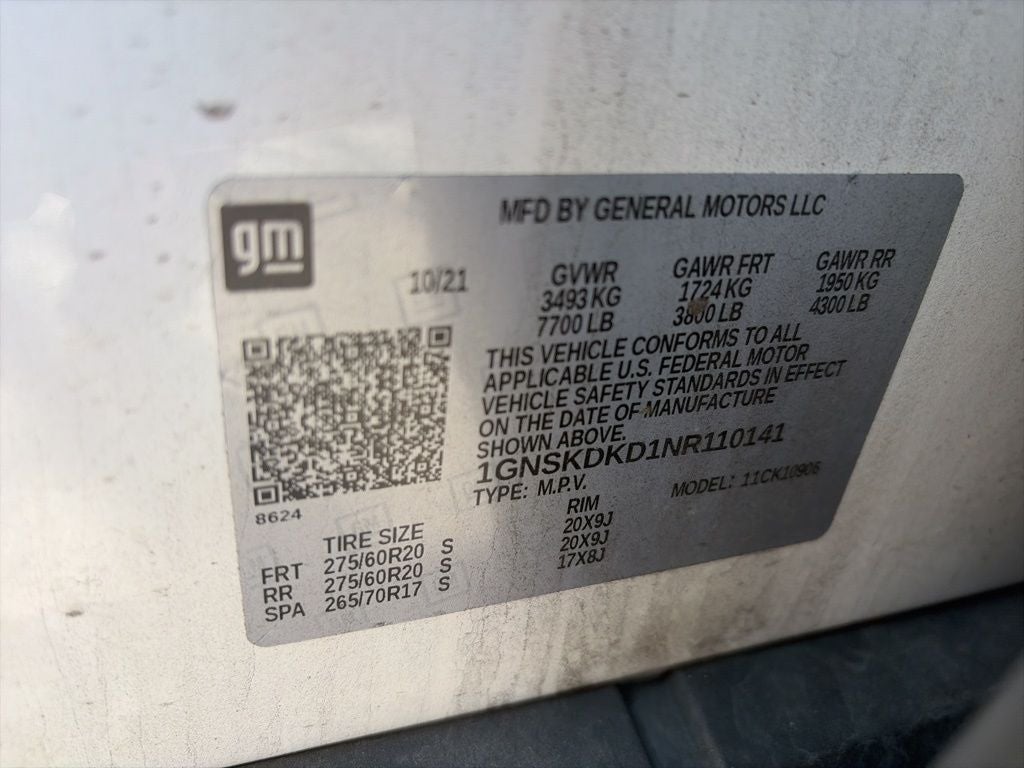 gm
MFD BY GENERAL MOTORS LLC
10/21
GVWR GAWR FRT GAWR RR
3493 KG 1724 KG 1950 KG
7700 LB 3800 LB 4300 LB
THIS VEHICLE CONFORMS TO ALL
APPLICABLE U.S. FEDERAL MOTOR
VEHICLE SAFETY STANDARDS IN EFFECT
ON THE DATE OF MANUFACTURE
SHOWN ABOVE.
1GNSKDKD1NR110141
TYPE: M.P.V. MODEL: 11CK10906
8624
TIRE SIZE RIM
FRT 275/60R20 S 20X9J
RR 275/60R20 S 20X9J
SPA 265/70R17 S 17X8J